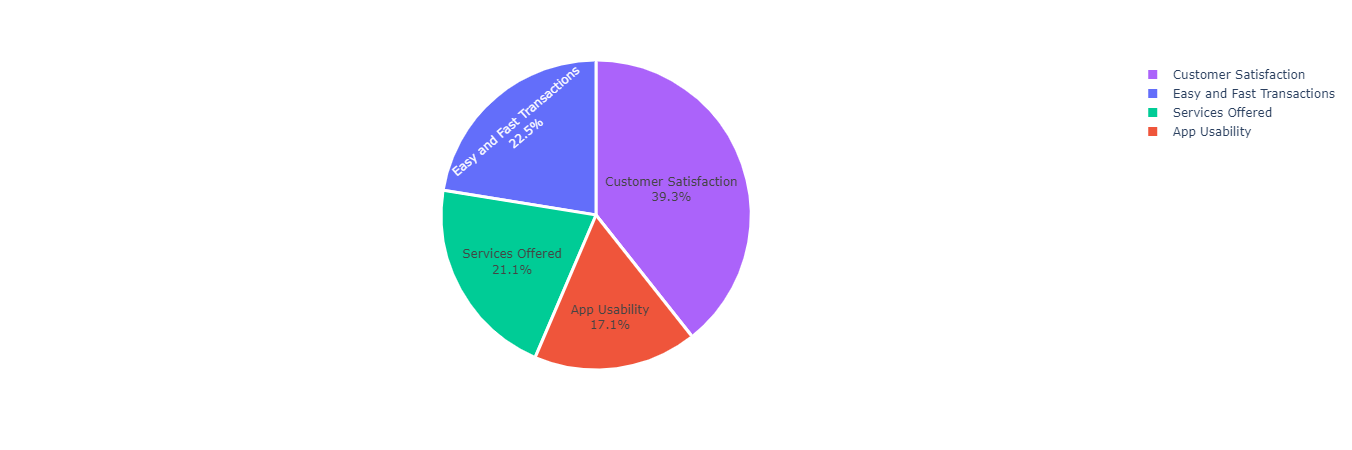 Easy and Fast Transactions
22.5%
Customer Satisfaction
39.3%
Services Offered
21.1%
App Usability
17.1%
Customer Satisfaction
Easy and Fast Transactions
Services Offered
App Usability